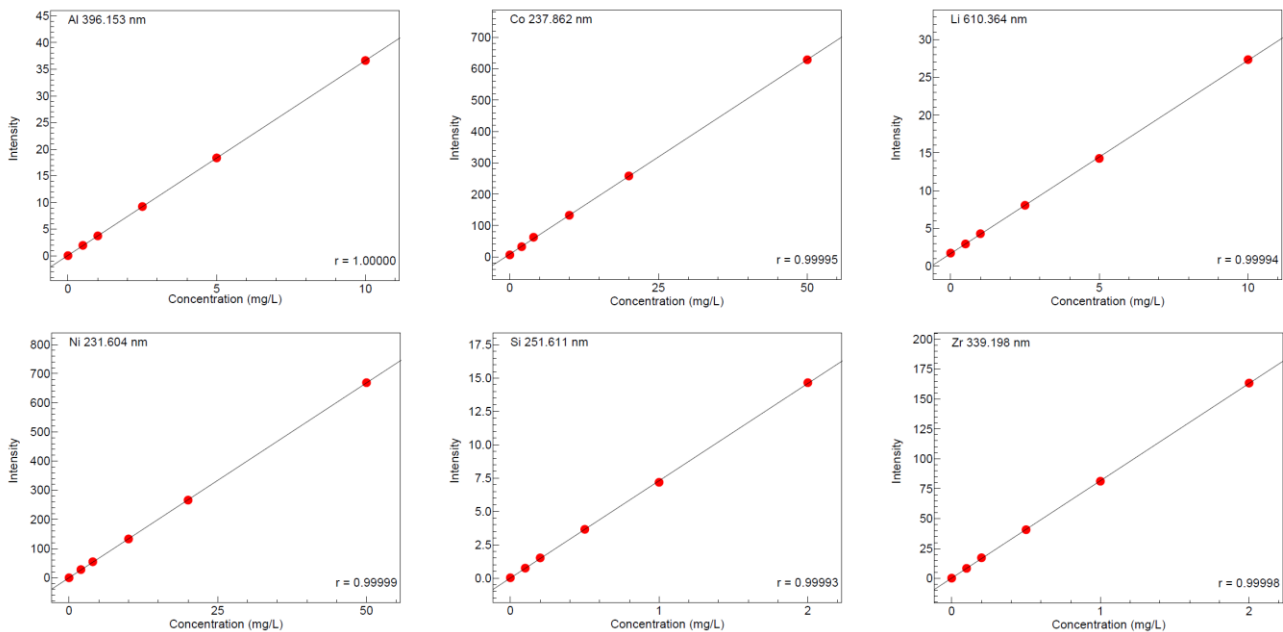 Al 396.153 nm
45
40
35
30
25
20
15
10
5
0
Intensity
r = 1.00000
0 5 10
Concentration (mg/L)
Co 237.862 nm
700
600
500
400
300
200
100
0
Intensity
r = 0.99995
0 25 50
Concentration (mg/L)
Li 610.364 nm
30
25
20
15
10
5
0
Intensity
r = 0.99994
0 5 10
Concentration (mg/L)
Ni 231.604 nm
800
700
600
500
400
300
200
100
0
Intensity
r = 0.99999
0 25 50
Concentration (mg/L)
Si 251.611 nm
17.5
15.0
12.5
10.0
7.5
5.0
2.5
0.0
Intensity
r = 0.99993
0 1 2
Concentration (mg/L)
Zr 339.198 nm
200
175
150
125
100
75
50
25
0
Intensity
r = 0.99998
0 1 2
Concentration (mg/L)